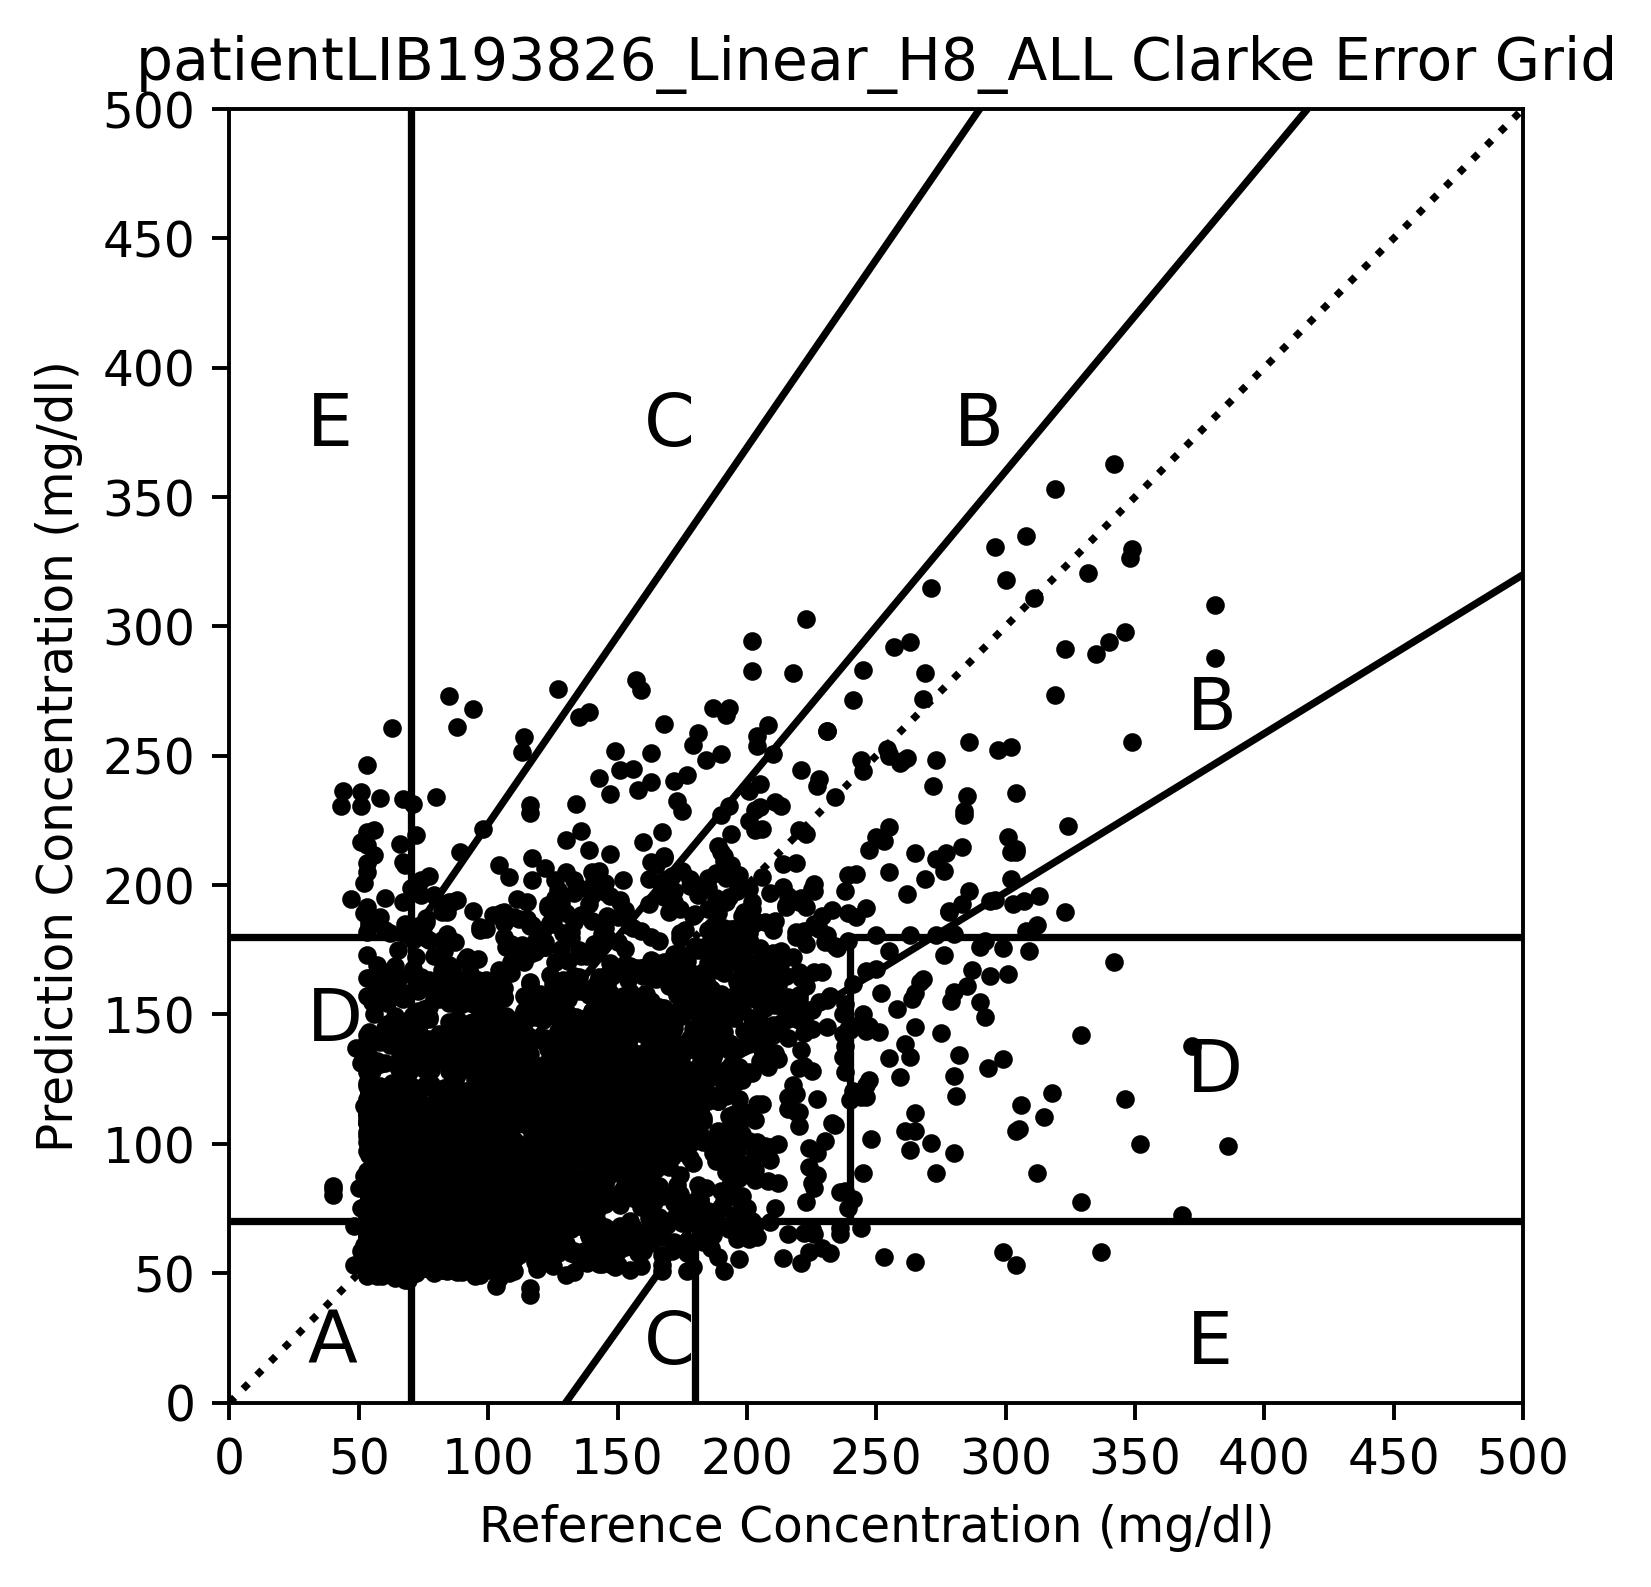 patientLIB193826_Linear_H8_ALL Clarke Error Grid
500
450
400
350
300
250
200
150
100
50
0
Prediction Concentration (mg/dl)
E
C
B
B
D
D
A
C
E
0 50 100 150 200 250 300 350 400 450 500
Reference Concentration (mg/dl)